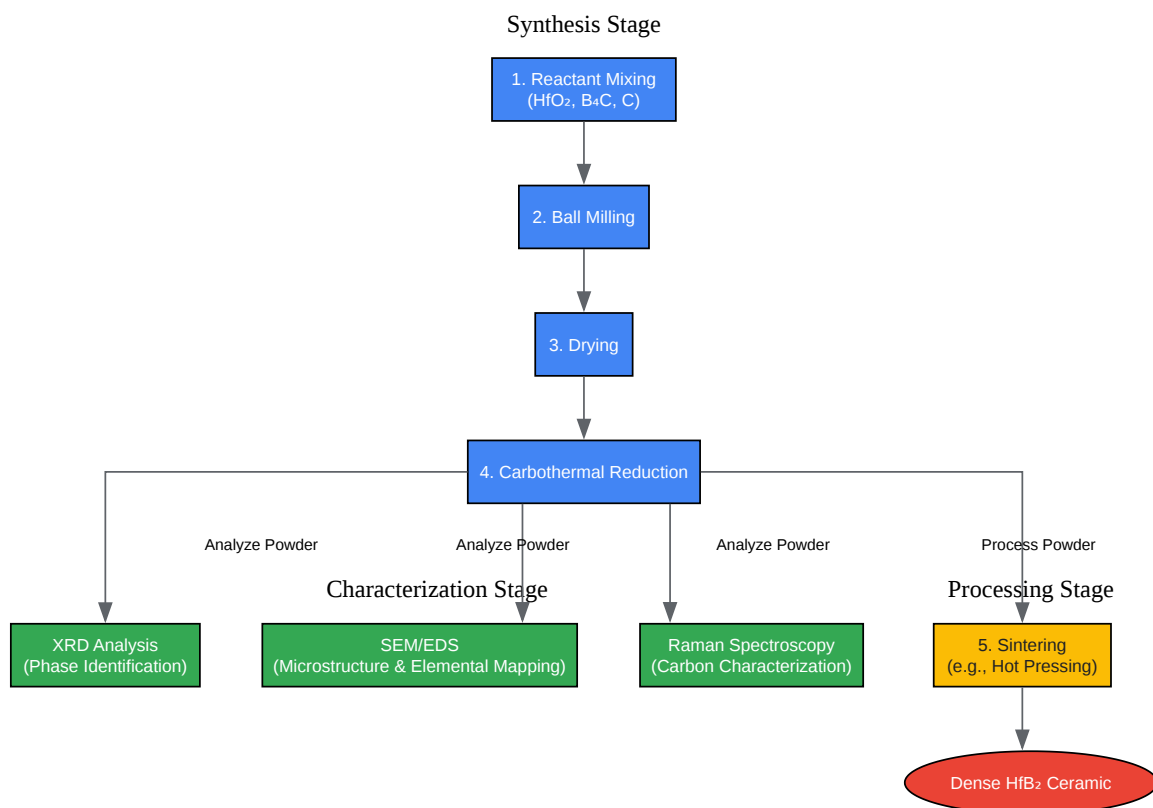 Synthesis Stage
1. Reactant Mixing
(HfO₂, B₄C, C)
2. Ball Milling
3. Drying
4. Carbothermal Reduction
Analyze Powder
Analyze Powder
Analyze Powder
Process Powder
Characterization Stage
Processing Stage
XRD Analysis
(Phase Identification)
SEM/EDS
(Microstructure & Elemental Mapping)
Raman Spectroscopy
(Carbon Characterization)
5. Sintering
(e.g., Hot Pressing)
Dense HfB₂ Ceramic